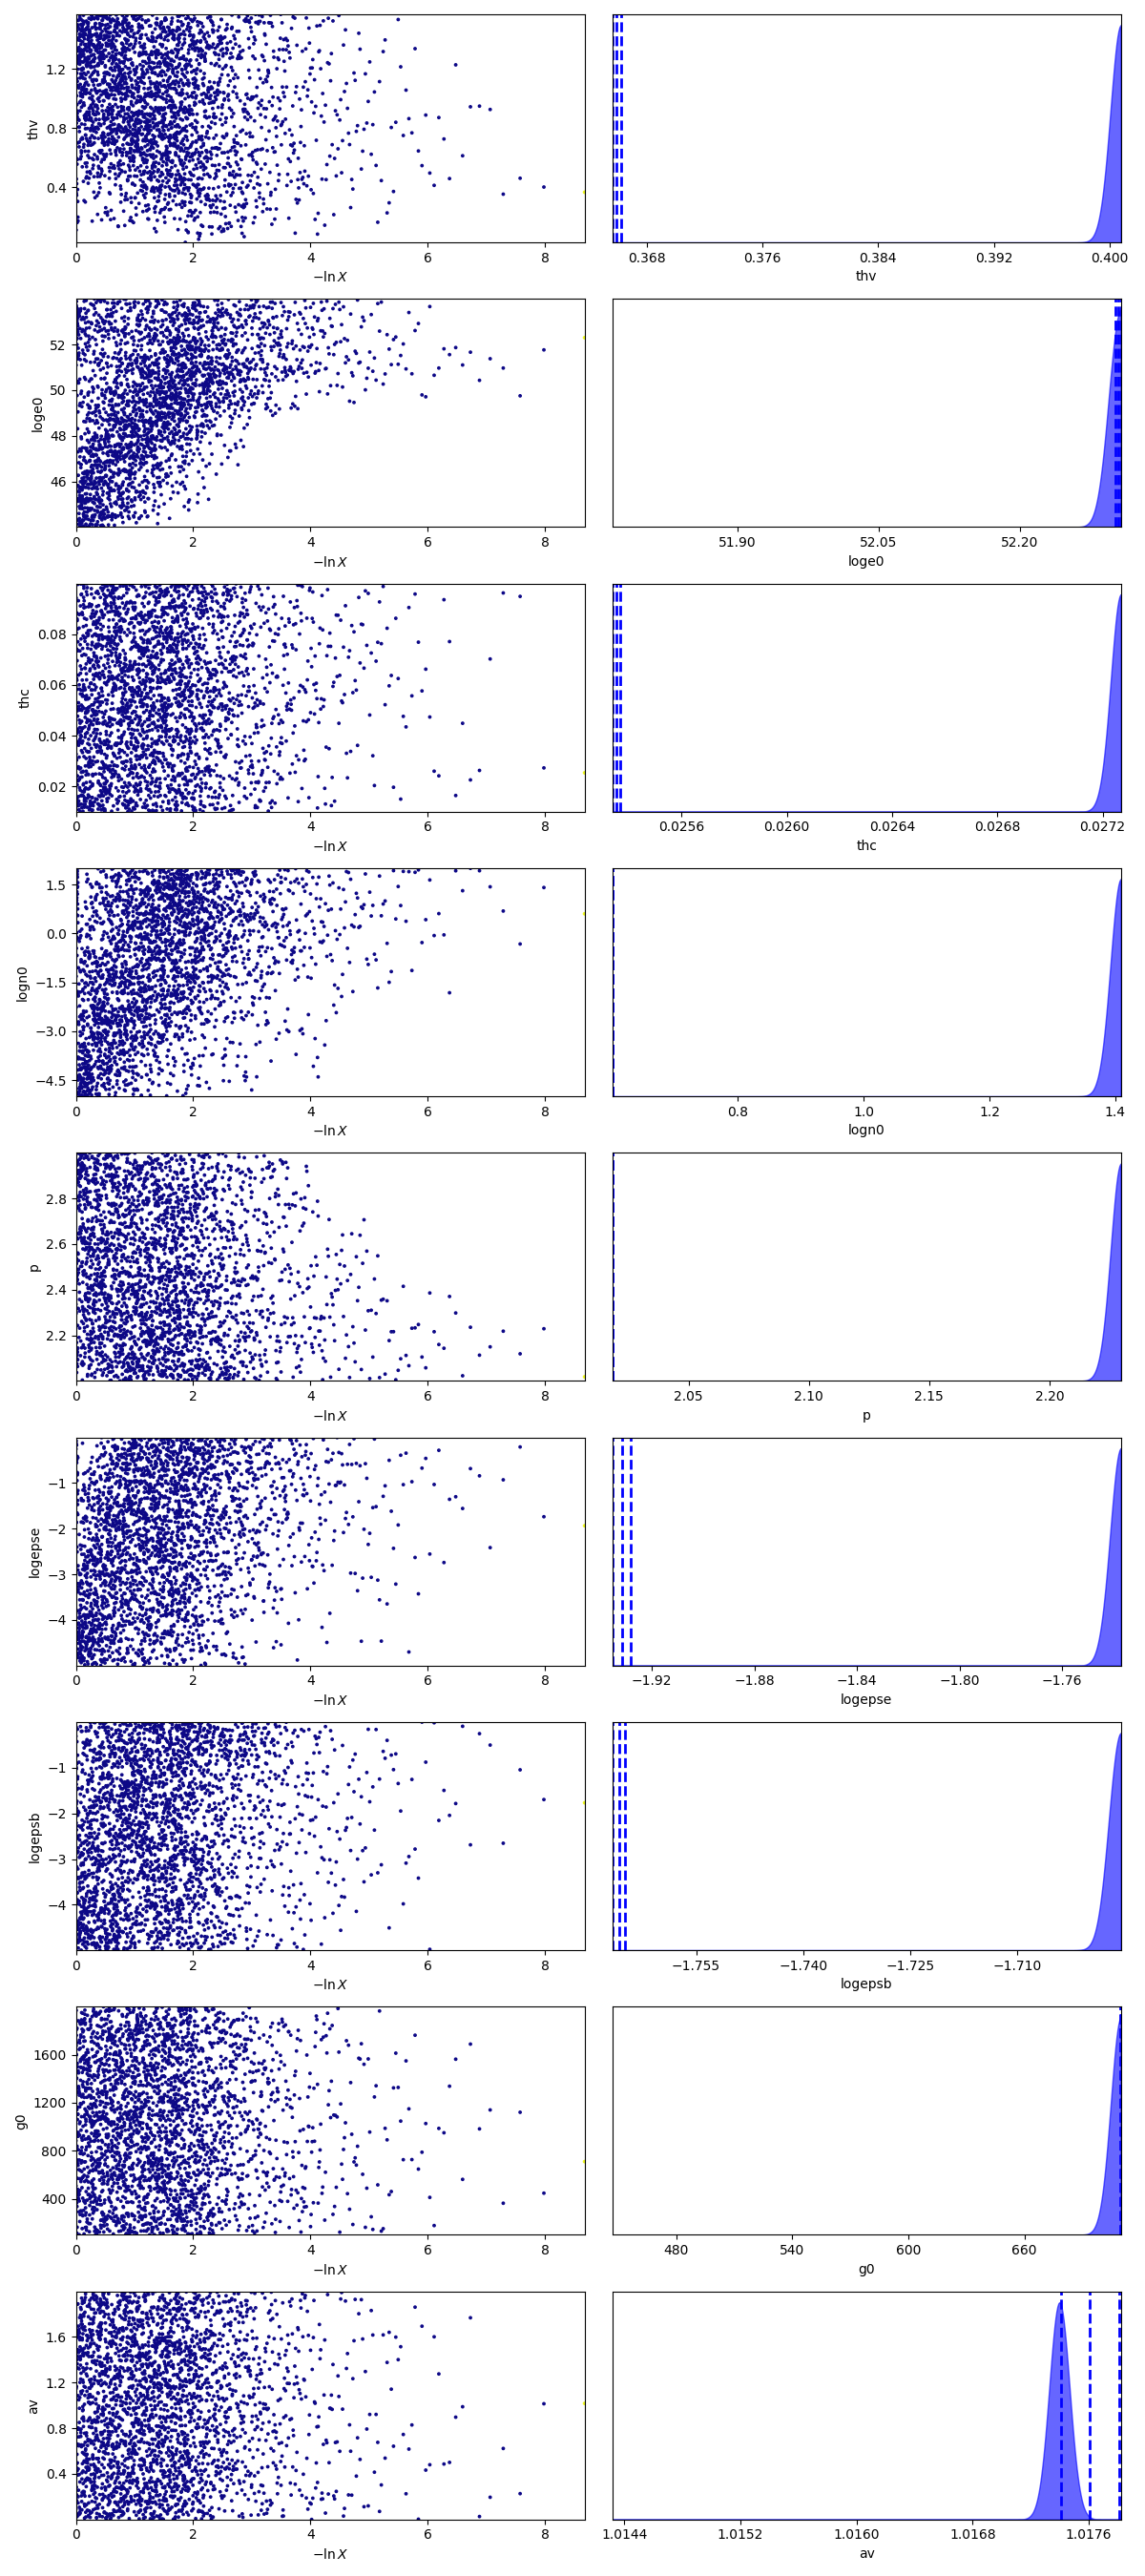 thv
1.2
0.8
0.4
0 2 4 6 8
−ln X
0.368 0.376 0.384 0.392 0.400
thv
loge0
52
50
48
46
0 2 4 6 8
−ln X
51.90 52.05 52.20
loge0
thc
0.08
0.06
0.04
0.02
0 2 4 6 8
−ln X
0.0256 0.0260 0.0264 0.0268 0.0272
thc
logn0
1.5
0.0
−1.5
−3.0
−4.5
0 2 4 6 8
−ln X
0.8 1.0 1.2 1.4
logn0
p
2.8
2.6
2.4
2.2
0 2 4 6 8
−ln X
2.05 2.10 2.15 2.20
p
logepse
−1
−2
−3
−4
0 2 4 6 8
−ln X
−1.92 −1.88 −1.84 −1.80 −1.76
logepse
logepsb
−1
−2
−3
−4
0 2 4 6 8
−ln X
−1.755 −1.740 −1.725 −1.710
logepsb
g0
1600
1200
800
400
0 2 4 6 8
−ln X
480 540 600 660
g0
av
1.6
1.2
0.8
0.4
0 2 4 6 8
−ln X
1.0144 1.0152 1.0160 1.0168 1.0176
av